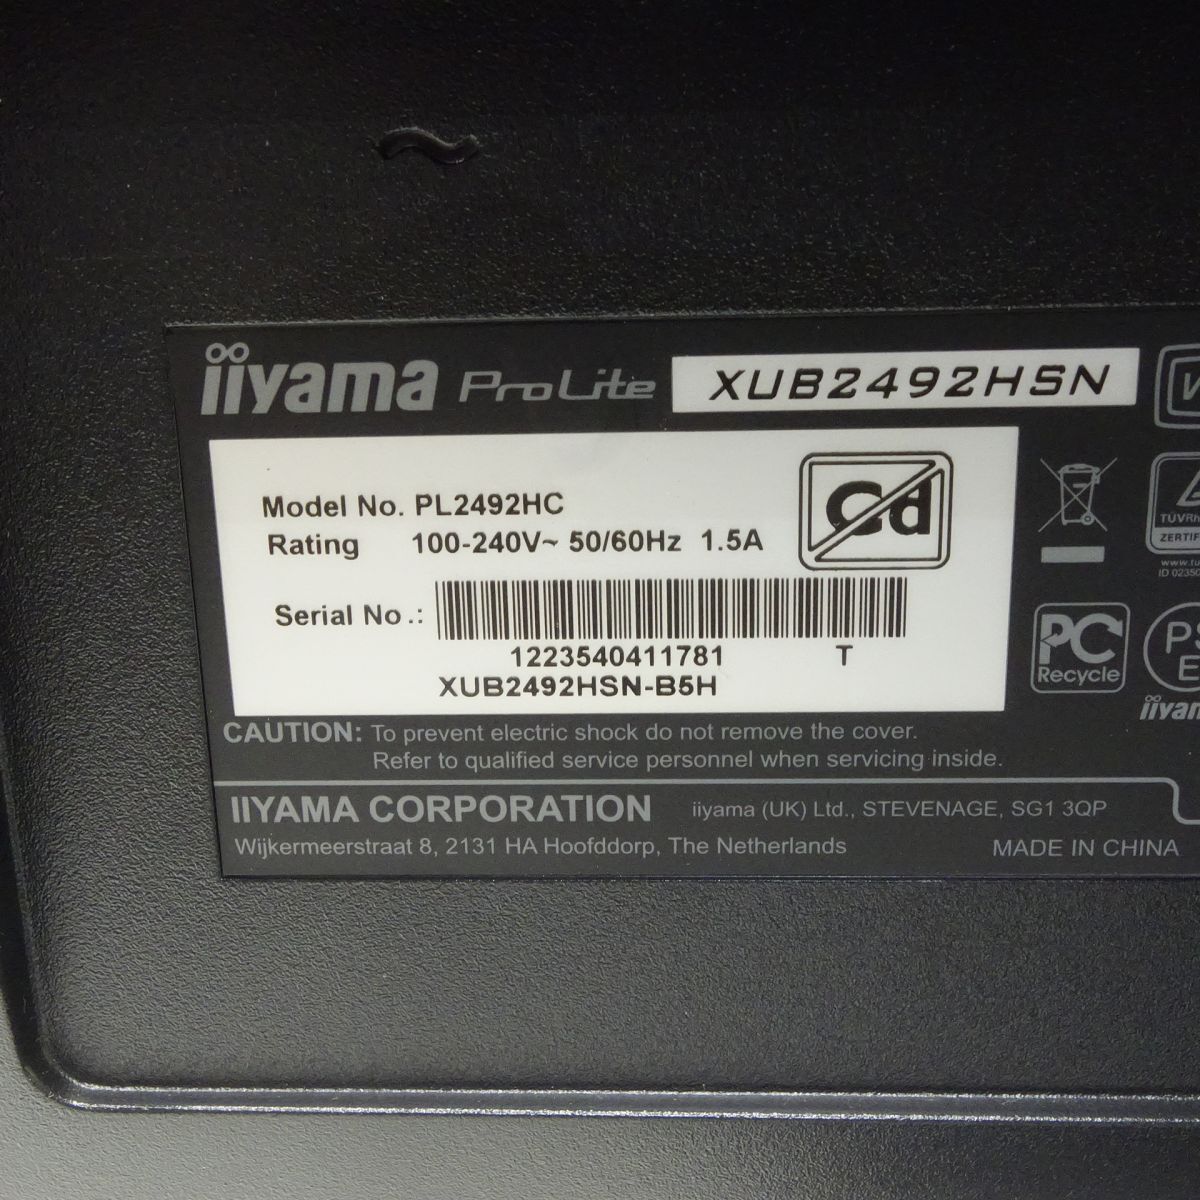 iiyama ProLite XUB2492HSN
Model No. PL2492HC
Rating 100-240V~ 50/60Hz 1.5A
Cd
Serial No.:
1223540411781 T
XUB2492HSN-B5H
PC
Recycle
CAUTION: To prevent electric shock do not remove the cover.
Refer to qualified service personnel when servicing inside.
IIYAMA CORPORATION iiyama (UK) Ltd., STEVENAGE, SG1 3QP
Wijkermeerstraat 8, 2131 HA Hoofddorp, The Netherlands MADE IN CHINA